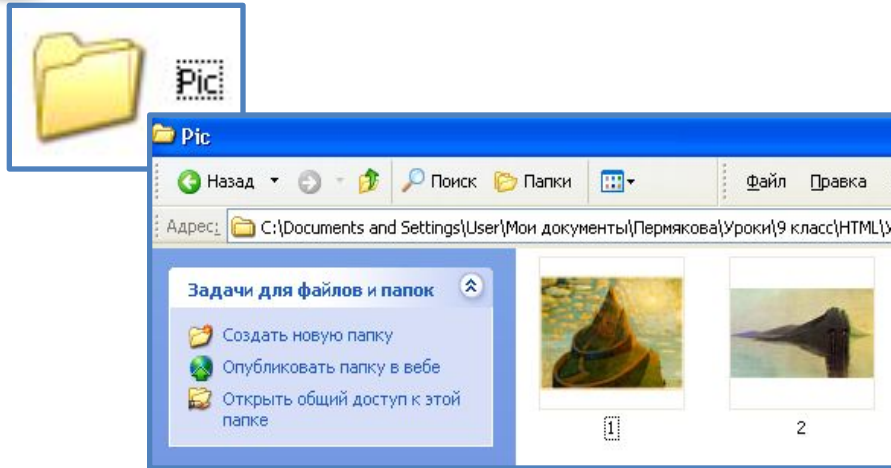 Pic
Pic
Назад
Поиск
Папки
Файл Правка
Адрес: C:\Documents and Settings\User\Мои документы\Пермякова\Уроки\9 класс\HTML\У
Задачи для файлов и папок
Создать новую папку
Опубликовать папку в вебе
Открыть общий доступ к этой
папке
1 2